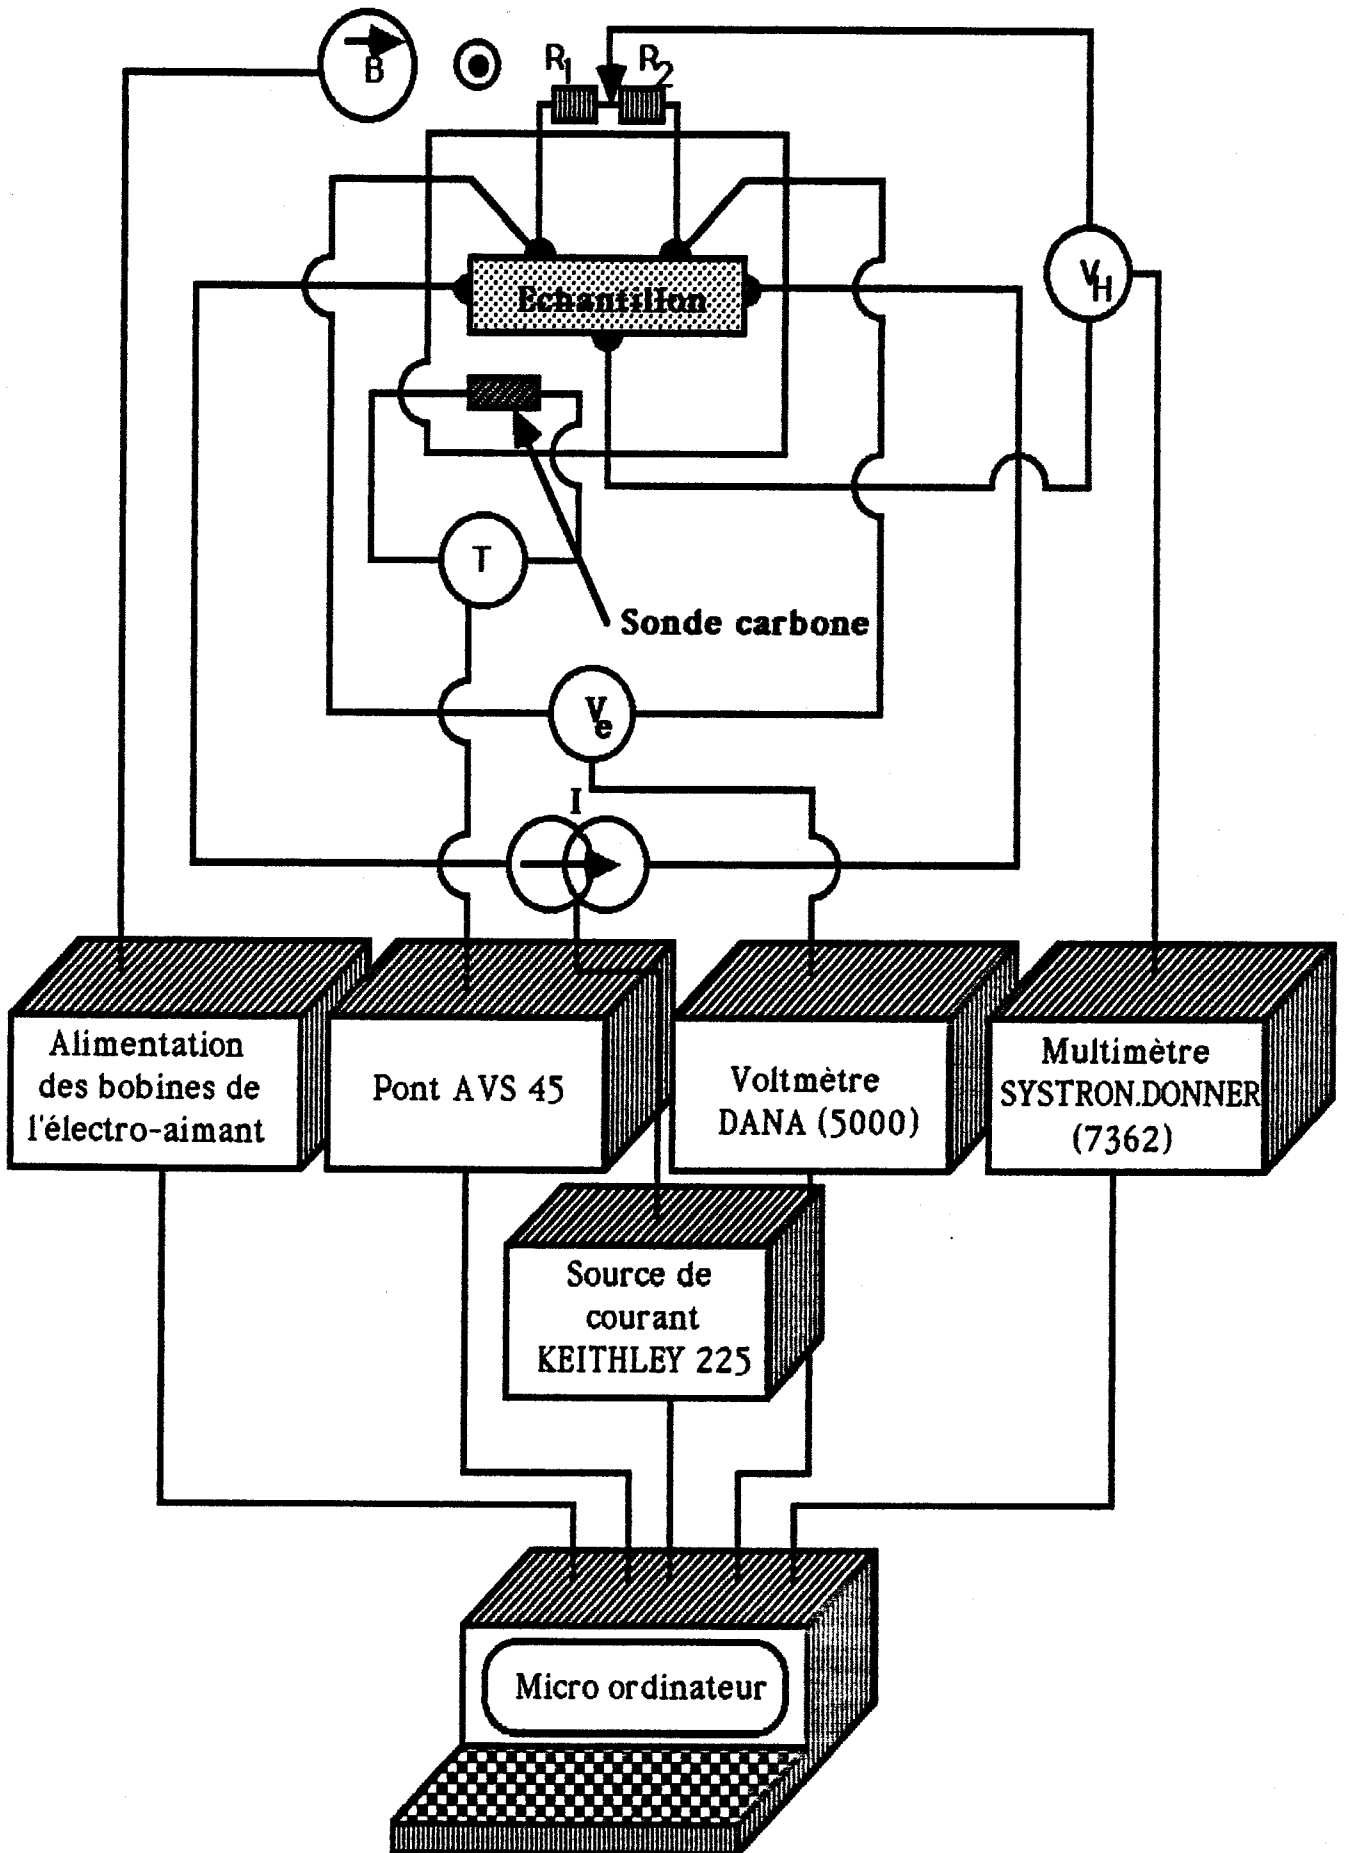 B
R1 R2
VH
Echantillon
T
Sonde carbone
Ve
I
Alimentation
des bobines de
l'électro-aimant
Pont AVS 45
Voltmètre
DANA (5000)
Multimètre
SYSTRON.DONNER
(7362)
Source de
courant
KEITHLEY 225
Micro ordinateur